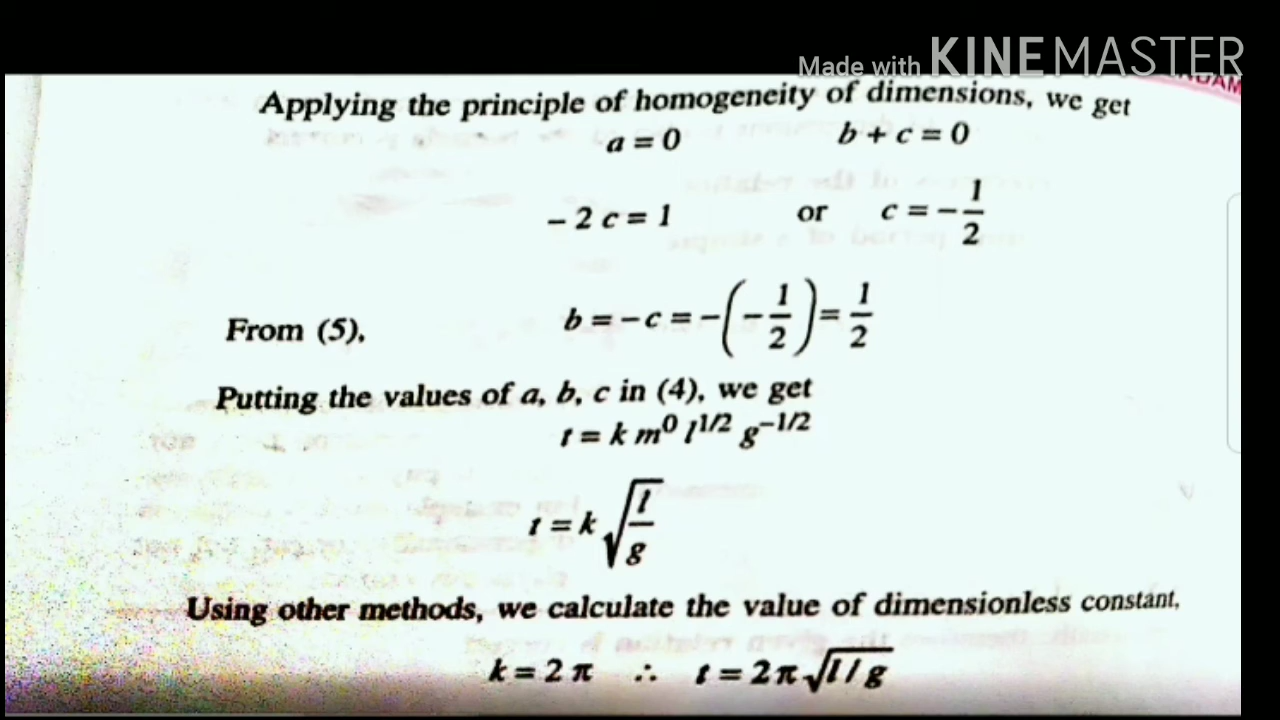 Made with KINEMASTER
Applying the principle of homogeneity of dimensions, we get
a = 0 b + c = 0
– 2 c = 1 or c = – 1/2
From (5), b = – c = – (– 1/2) = 1/2
Putting the values of a, b, c in (4), we get
t = k m⁰ l^1/2 g^–1/2
t = k √(l/g)
Using other methods, we calculate the value of dimensionless constant,
k = 2 π ∴ t = 2π √l / g